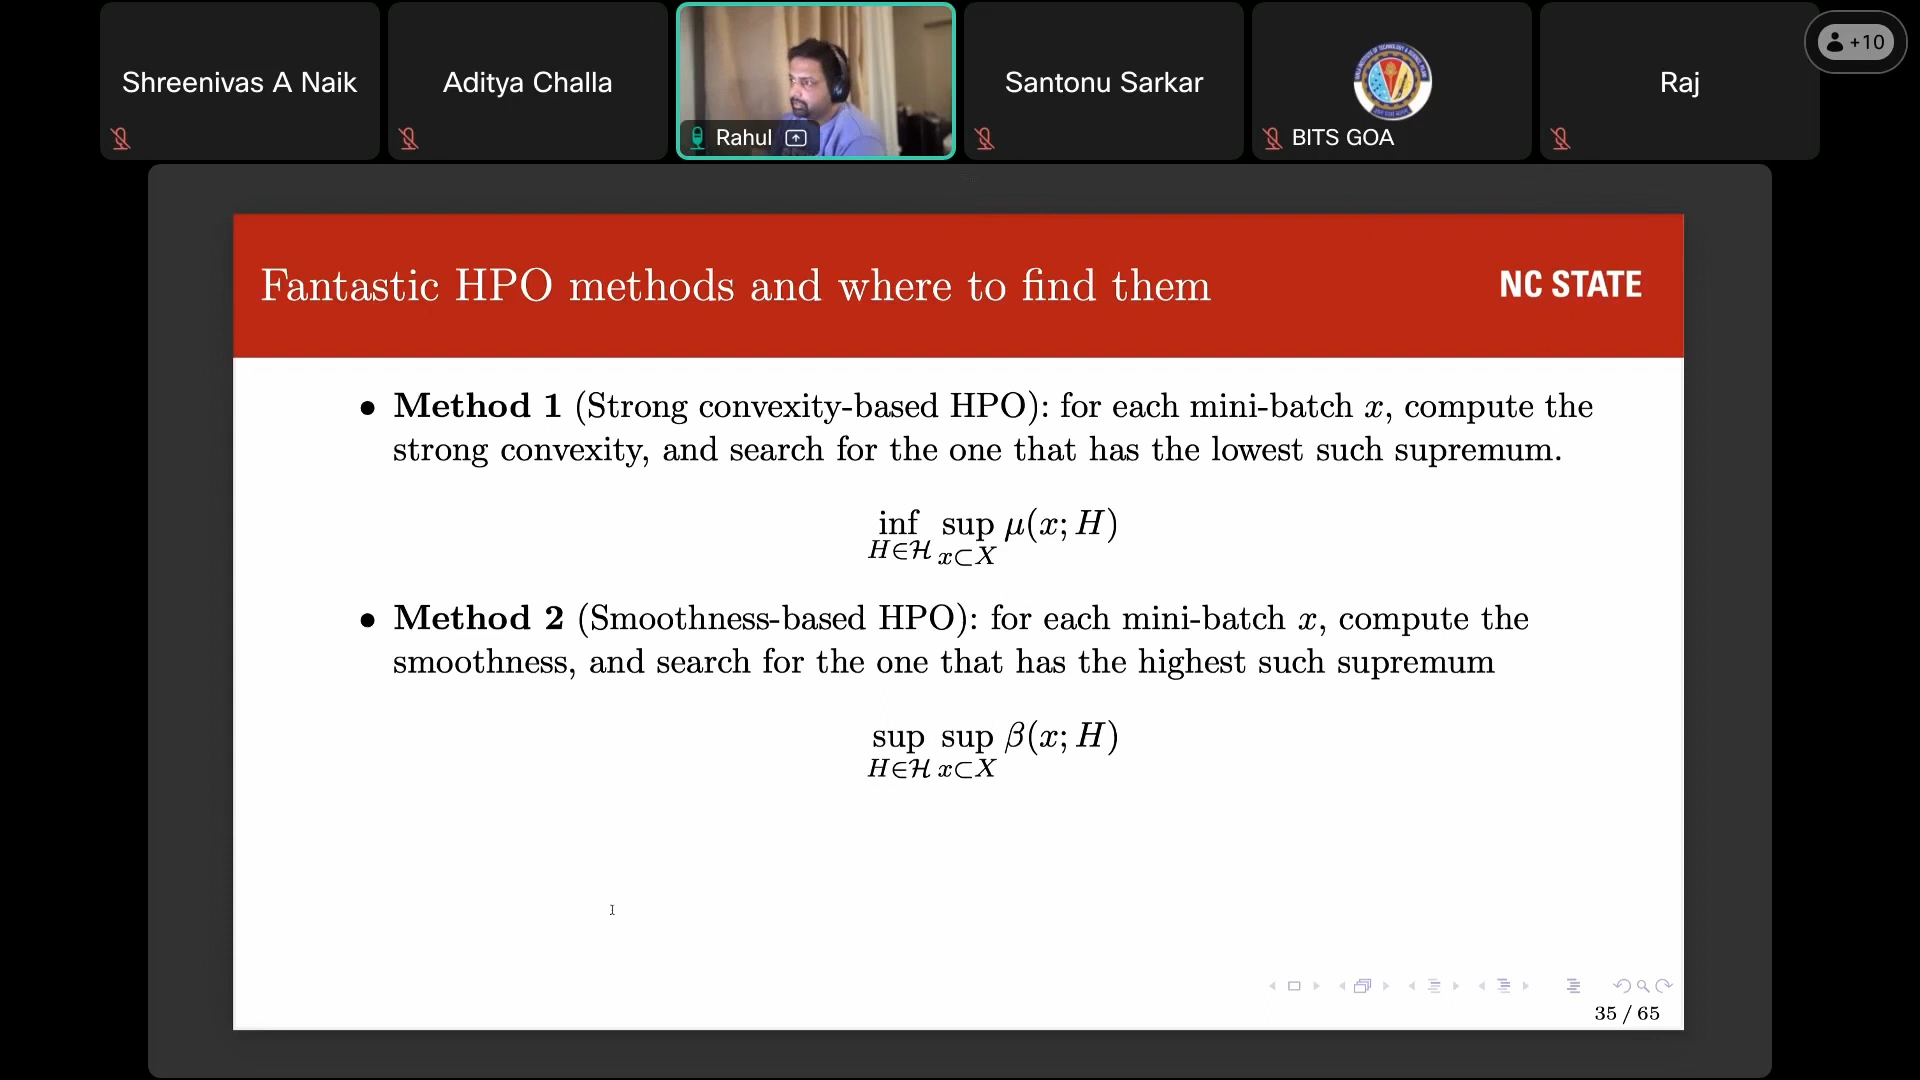 Shreenivas A Naik
Aditya Challa
Rahul
Santonu Sarkar
BITS GOA
Raj
+10
Fantastic HPO methods and where to find them
NC STATE
• Method 1 (Strong convexity-based HPO): for each mini-batch x, compute the
strong convexity, and search for the one that has the lowest such supremum.
inf sup μ(x; H)
H∈ℋ x⊂X
• Method 2 (Smoothness-based HPO): for each mini-batch x, compute the
smoothness, and search for the one that has the highest such supremum
sup sup β(x; H)
H∈ℋ x⊂X
35 / 65